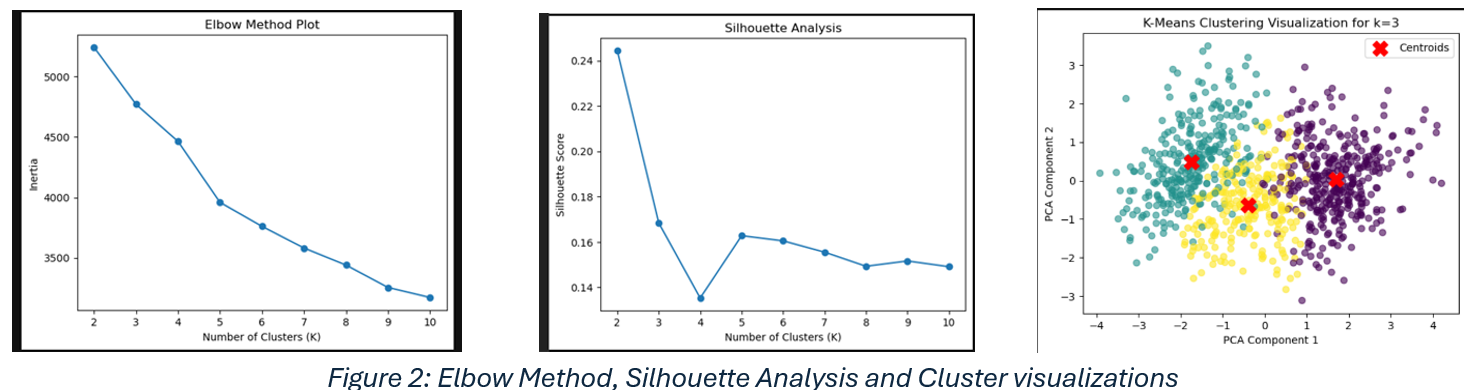 Elbow Method Plot
5000
4500
4000
3500
Inertia
2 3 4 5 6 7 8 9 10
Number of Clusters (K)
Silhouette Analysis
0.24
0.22
0.20
0.18
0.16
0.14
Silhouette Score
2 3 4 5 6 7 8 9 10
Number of Clusters (K)
K-Means Clustering Visualization for k=3
Centroids
3
2
1
0
−1
−2
−3
PCA Component 2
−4 −3 −2 −1 0 1 2 3 4
PCA Component 1
Figure 2: Elbow Method, Silhouette Analysis and Cluster visualizations